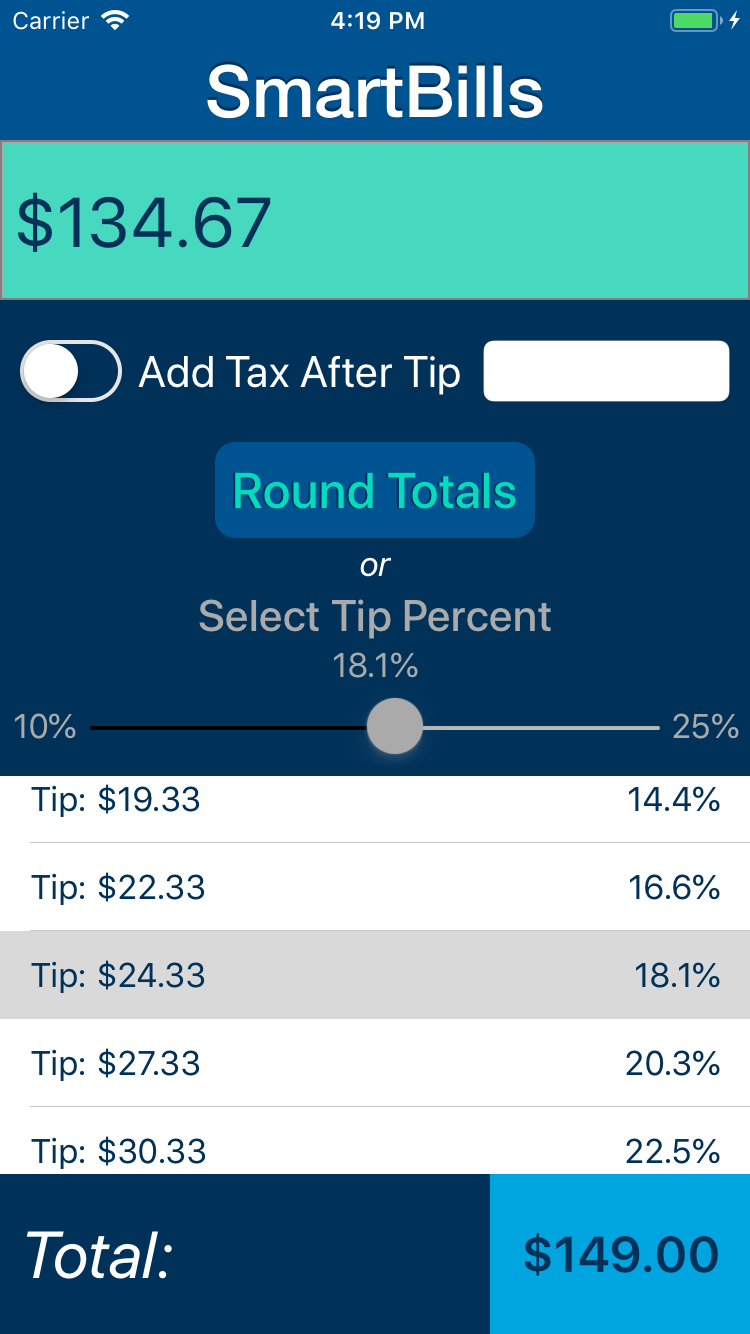 Carrier 4:19 PM
SmartBills
$134.67
Add Tax After Tip
Round Totals
or
Select Tip Percent
18.1%
10% 25%
Tip: $19.33 14.4%
Tip: $22.33 16.6%
Tip: $24.33 18.1%
Tip: $27.33 20.3%
Tip: $30.33 22.5%
Total: $149.00